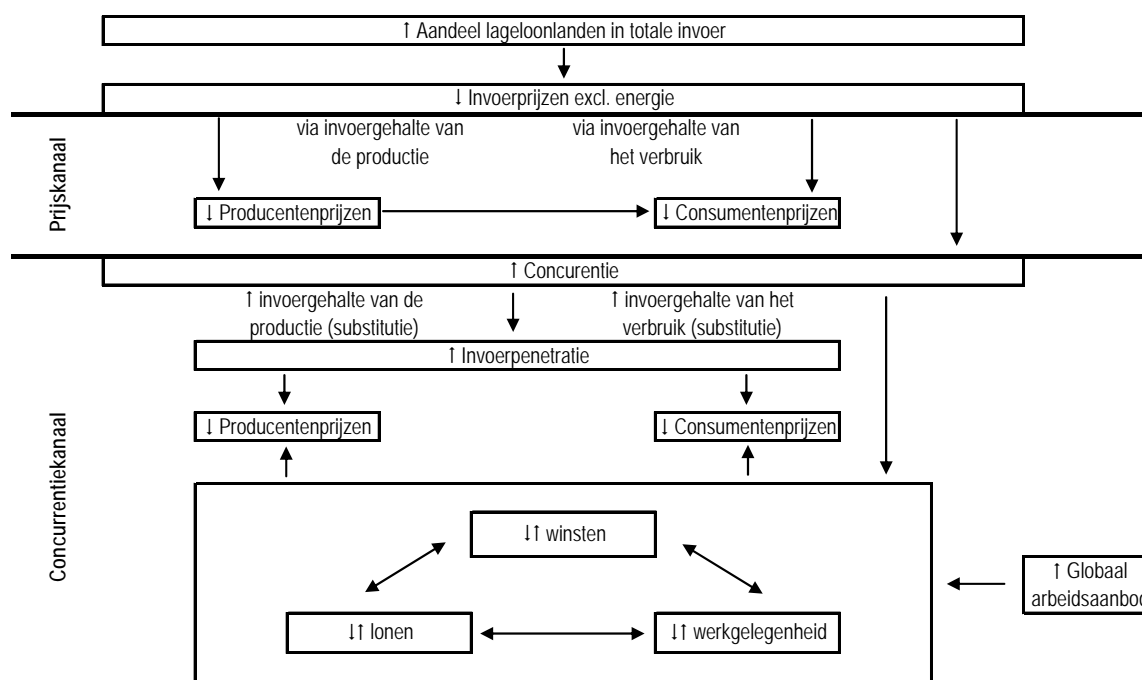 ↑ Aandeel lageloonlanden in totale invoer
↓ Invoerprijzen excl. energie
Prijskanaal
via invoergehalte van
de productie
via invoergehalte van
het verbruik
↓ Producentenprijzen
↓ Consumentenprijzen
↑ Concurentie
Concurrentiekanaal
↑ invoergehalte van de
productie (substitutie)
↑ invoergehalte van het
verbruik (substitutie)
↑ Invoerpenetratie
↓ Producentenprijzen
↓ Consumentenprijzen
↓↑ winsten
↓↑ lonen
↓↑ werkgelegenheid
↑ Globaal
arbeidsaanbod